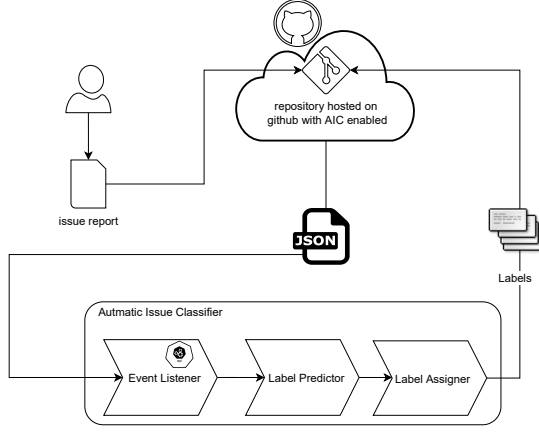 repository hosted on
github with AIC enabled
issue report
JSON
Labels
Autmatic Issue Classifier
Event Listener
Label Predictor
Label Assigner